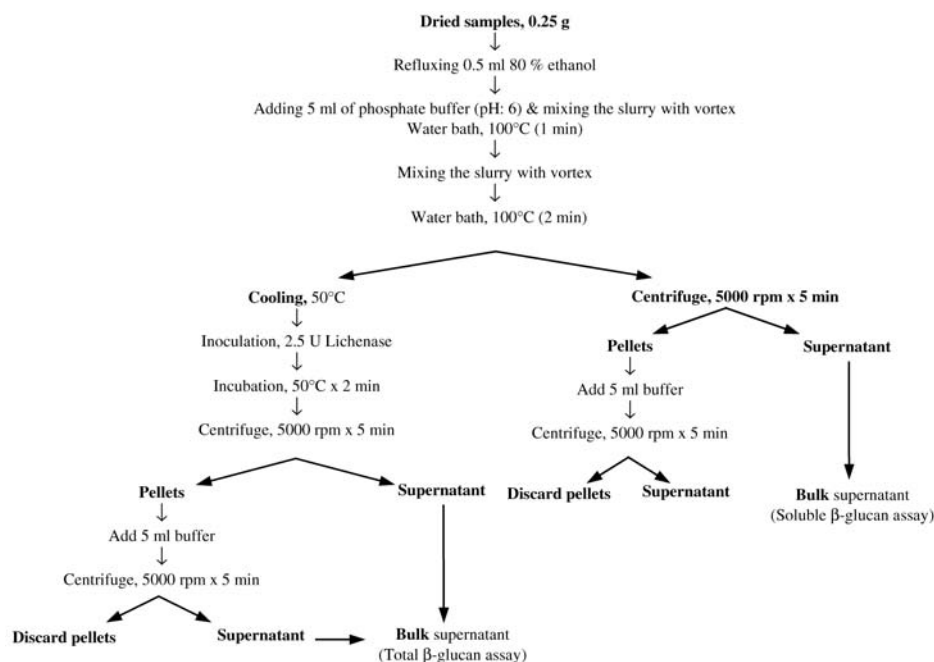 Dried samples, 0.25 g
Refluxing 0.5 ml 80 % ethanol
Adding 5 ml of phosphate buffer (pH: 6) & mixing the slurry with vortex
Water bath, 100°C (1 min)
Mixing the slurry with vortex
Water bath, 100°C (2 min)
Cooling, 50°C
Inoculation, 2.5 U Lichenase
Incubation, 50°C x 2 min
Centrifuge, 5000 rpm x 5 min
Pellets
Add 5 ml buffer
Centrifuge, 5000 rpm x 5 min
Discard pellets
Supernatant
Supernatant
Bulk supernatant
(Total β-glucan assay)
Centrifuge, 5000 rpm x 5 min
Pellets
Add 5 ml buffer
Centrifuge, 5000 rpm x 5 min
Discard pellets
Supernatant
Supernatant
Bulk supernatant
(Soluble β-glucan assay)